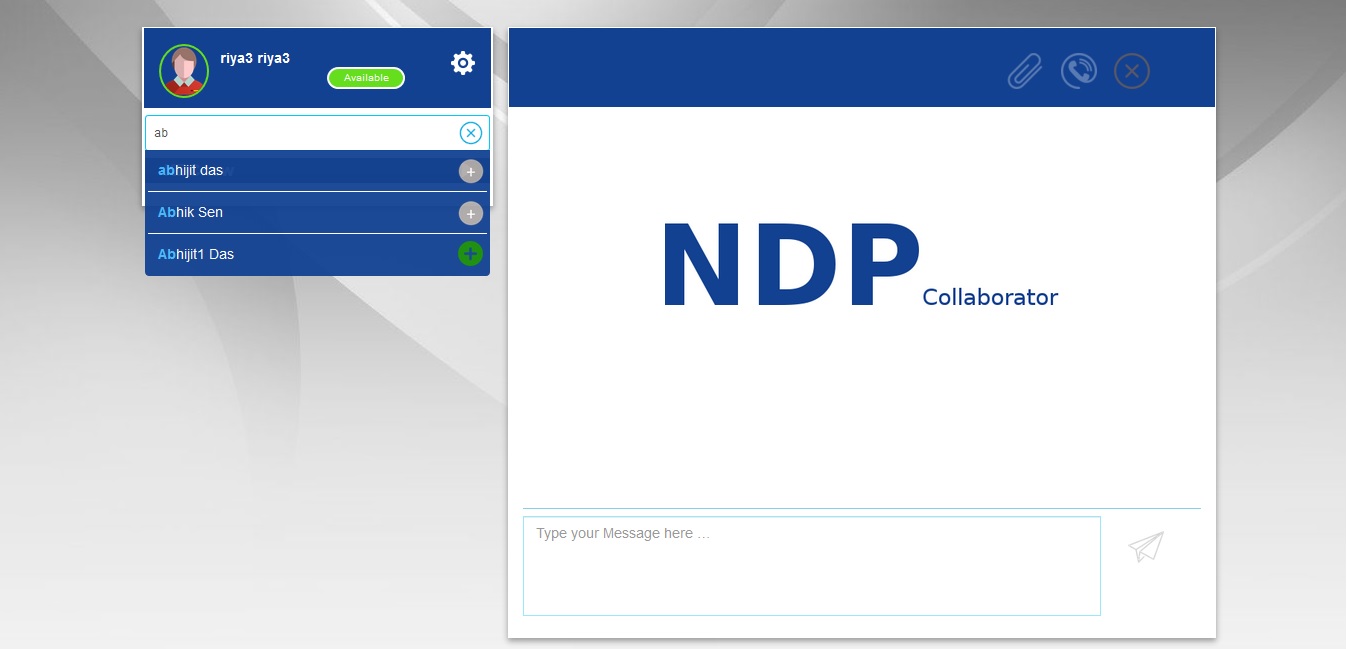 riya3 riya3
Available
ab
abhijit das
Abhik Sen
Abhijit1 Das
NDP Collaborator
Type your Message here ...